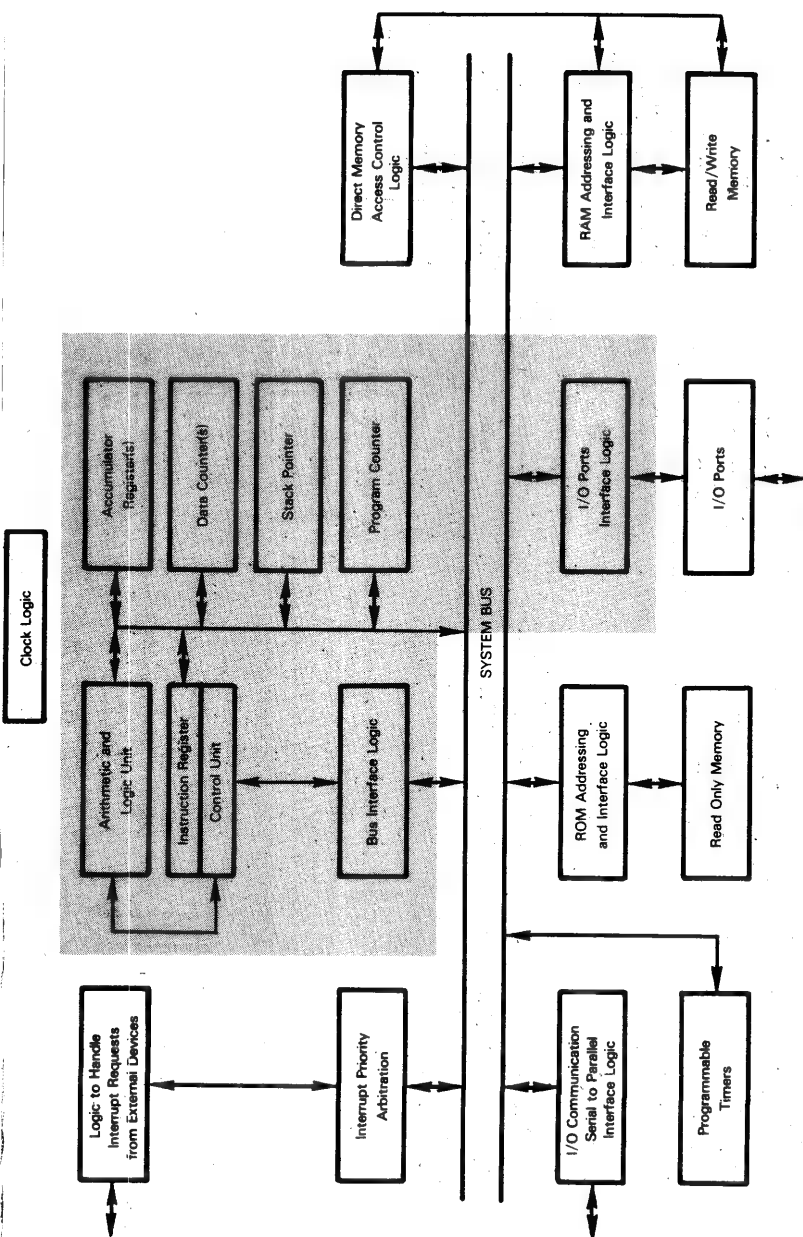 Clock Logic
Logic to Handle
Interrupt Requests
from External Devices
Arithmetic and
Logic Unit
Accumulator
Register(s)
Instruction Register
Control Unit
Data Counter(s)
Stack Pointer
Interrupt Priority
Arbitration
Bus Interface Logic
Program Counter
Direct Memory
Access Control
Logic
SYSTEM BUS
I/O Communication
Serial to Parallel
Interface Logic
ROM Addressing
and Interface Logic
I/O Ports
Interface Logic
RAM Addressing and
Interface Logic
Programmable
Timers
Read Only Memory
I/O Ports
Read/Write
Memory